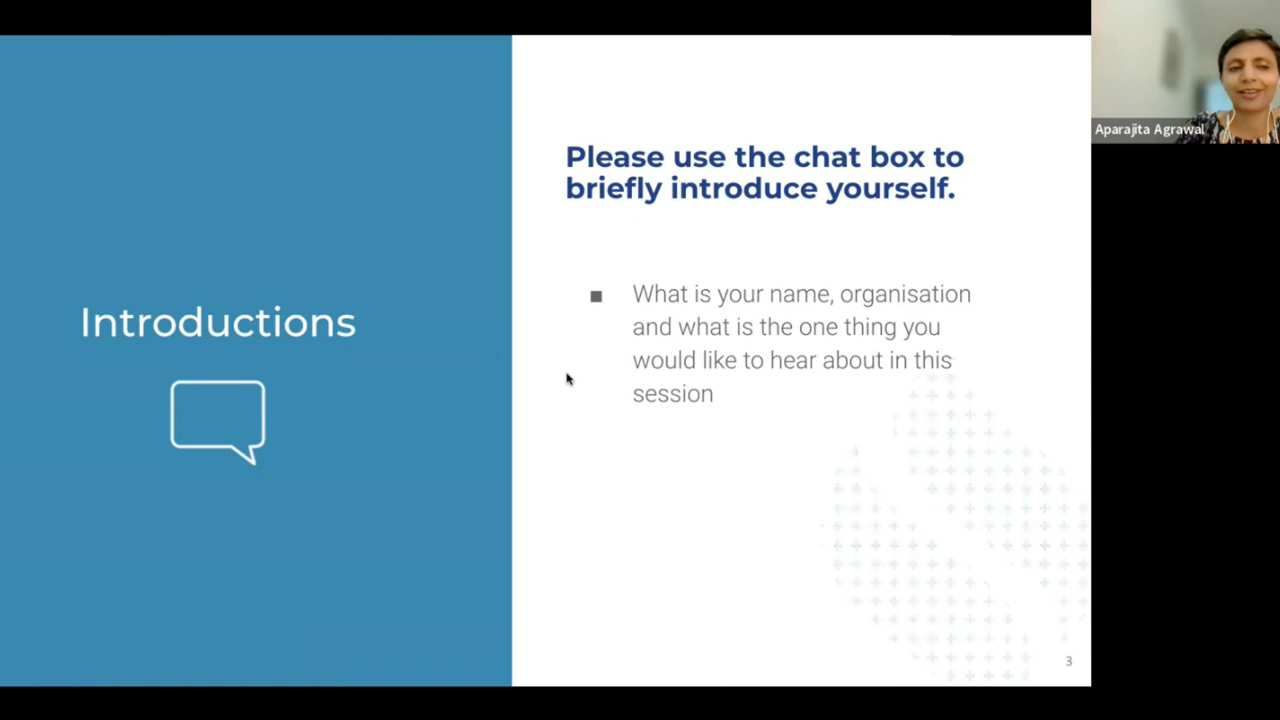 Introductions
Please use the chat box to
briefly introduce yourself.
■ What is your name, organisation
and what is the one thing you
would like to hear about in this
session
3
Aparajita Agrawal